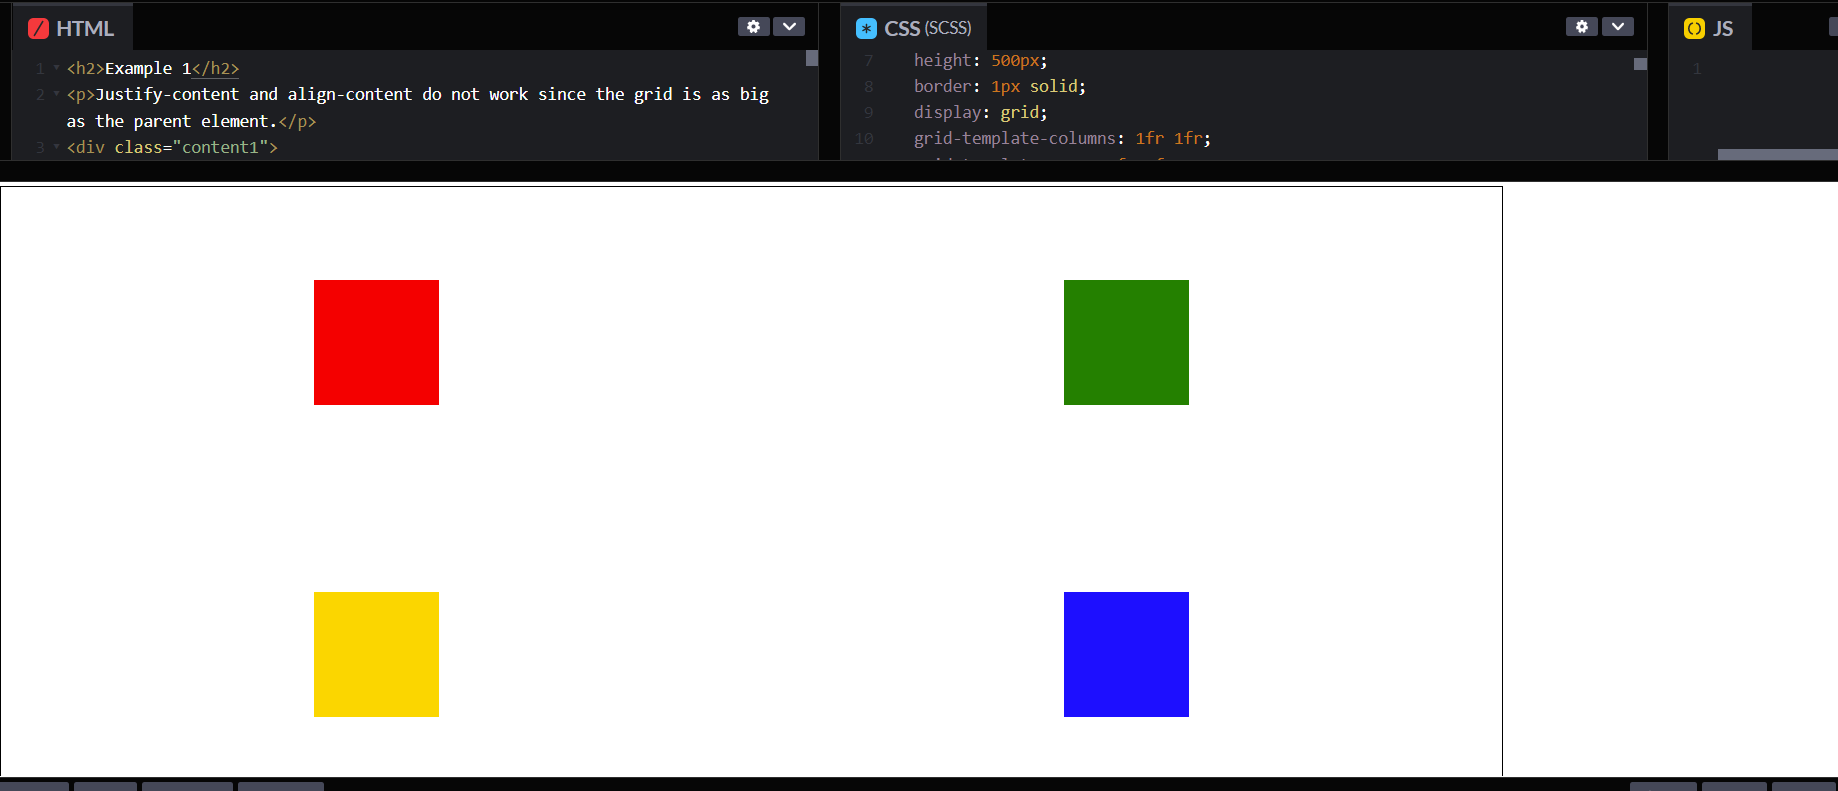 HTML
1 <h2>Example 1</h2>
2 <p>Justify-content and align-content do not work since the grid is as big
as the parent element.</p>
3 <div class="content1">
CSS (SCSS)
7 height: 500px;
8 border: 1px solid;
9 display: grid;
10 grid-template-columns: 1fr 1fr;
JS
1